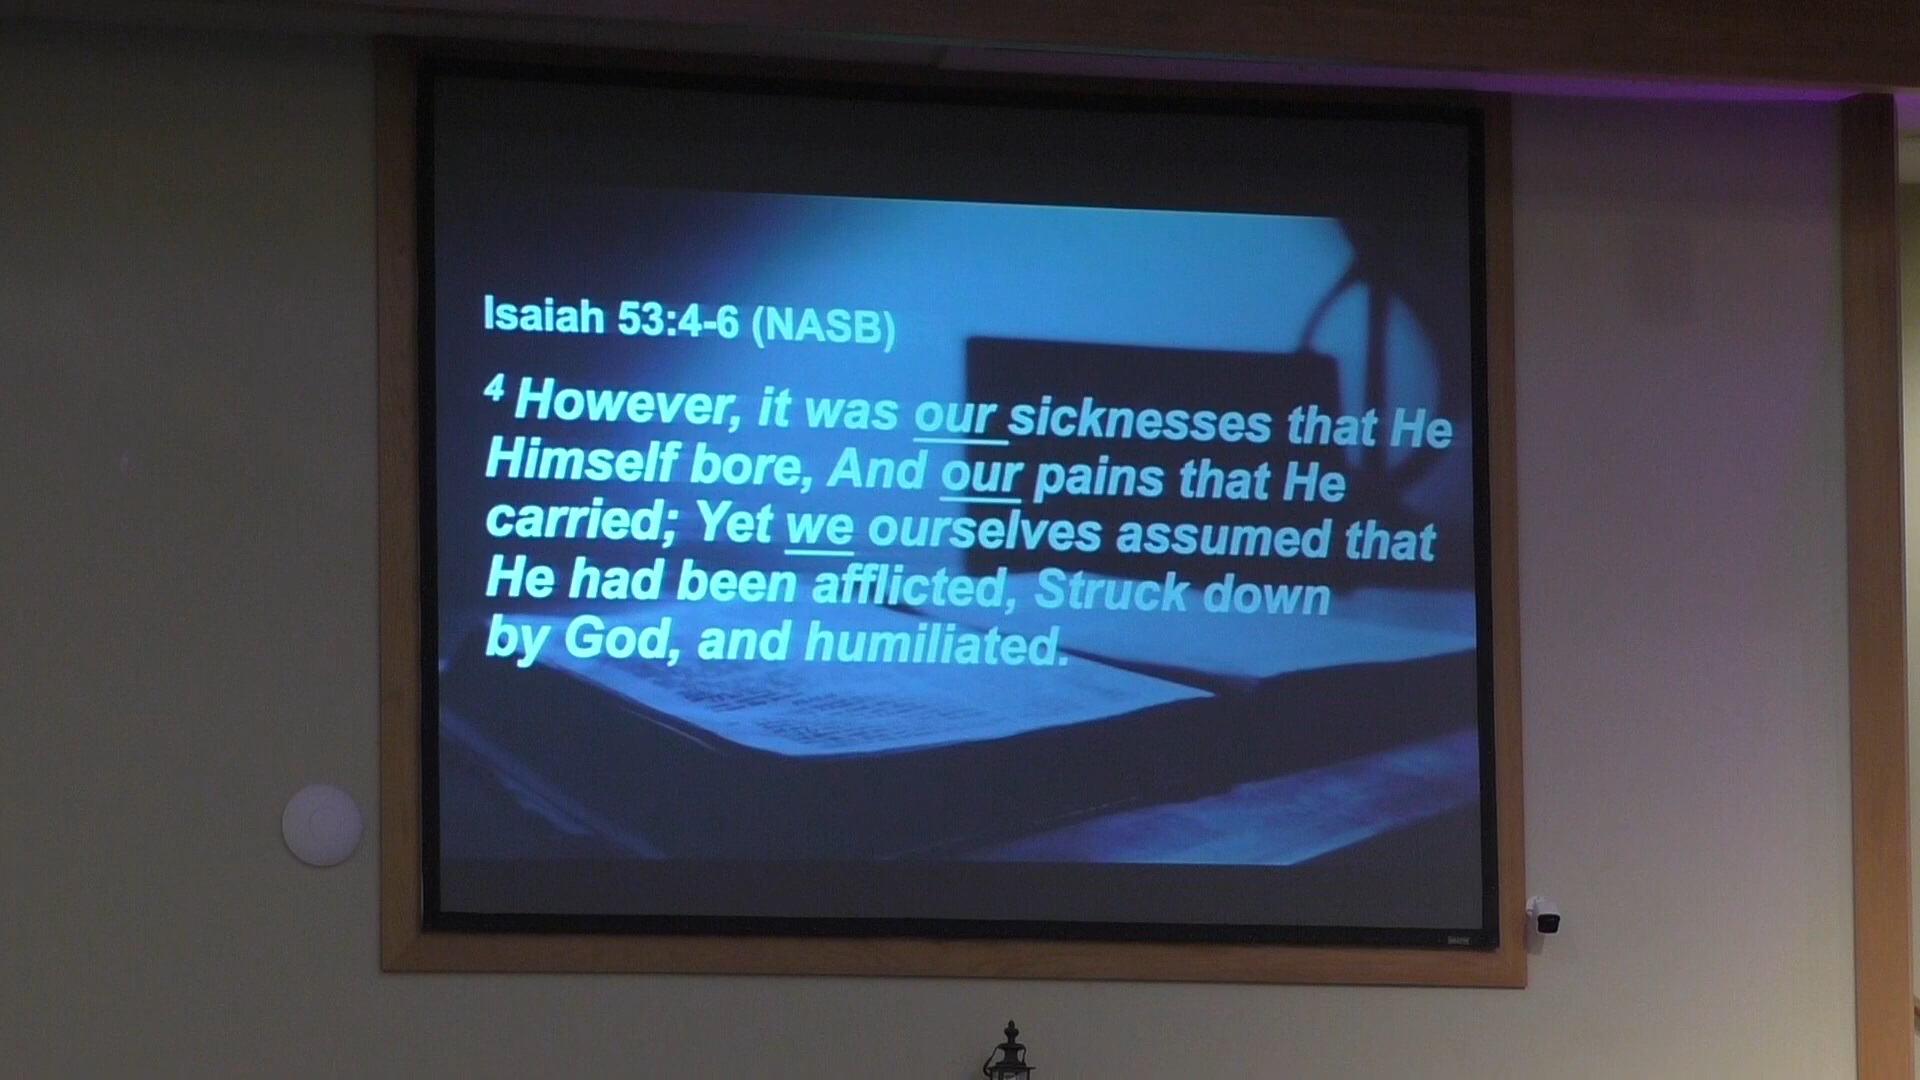 Isaiah 53:4-6 (NASB)
4 However, it was our sicknesses that He
Himself bore, And our pains that He
carried; Yet we ourselves assumed that
He had been afflicted, Struck down
by God, and humiliated.